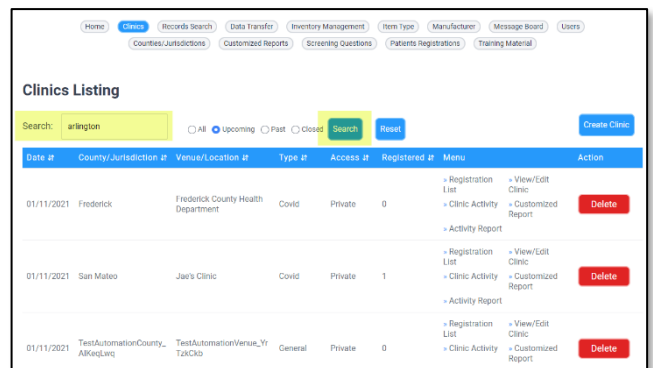 Home Clinics Records Search Data Transfer Inventory Management Item Type Manufacturer Message Board Users
Counties/Jurisdictions Customized Reports Screening Questions Patients Registrations Training Material
Clinics Listing
Search: arlington All Upcoming Past Closed Search Reset Create Clinic
Date County/Jurisdiction Venue/Location Type Access Registered Menu Action
» Registration List » View/Edit Clinic
01/11/2021 Frederick Frederick County Health Department Covid Private 0 » Clinic Activity » Customized Report Delete
» Activity Report
» Registration List » View/Edit Clinic
01/11/2021 San Mateo Jae's Clinic Covid Private 1 » Clinic Activity » Customized Report Delete
» Activity Report
» Registration List » View/Edit Clinic
01/11/2021 TestAutomationCounty_AlKeqLwq TestAutomationVenue_YrTzkCkb General Private 0 » Clinic Activity » Customized Report Delete